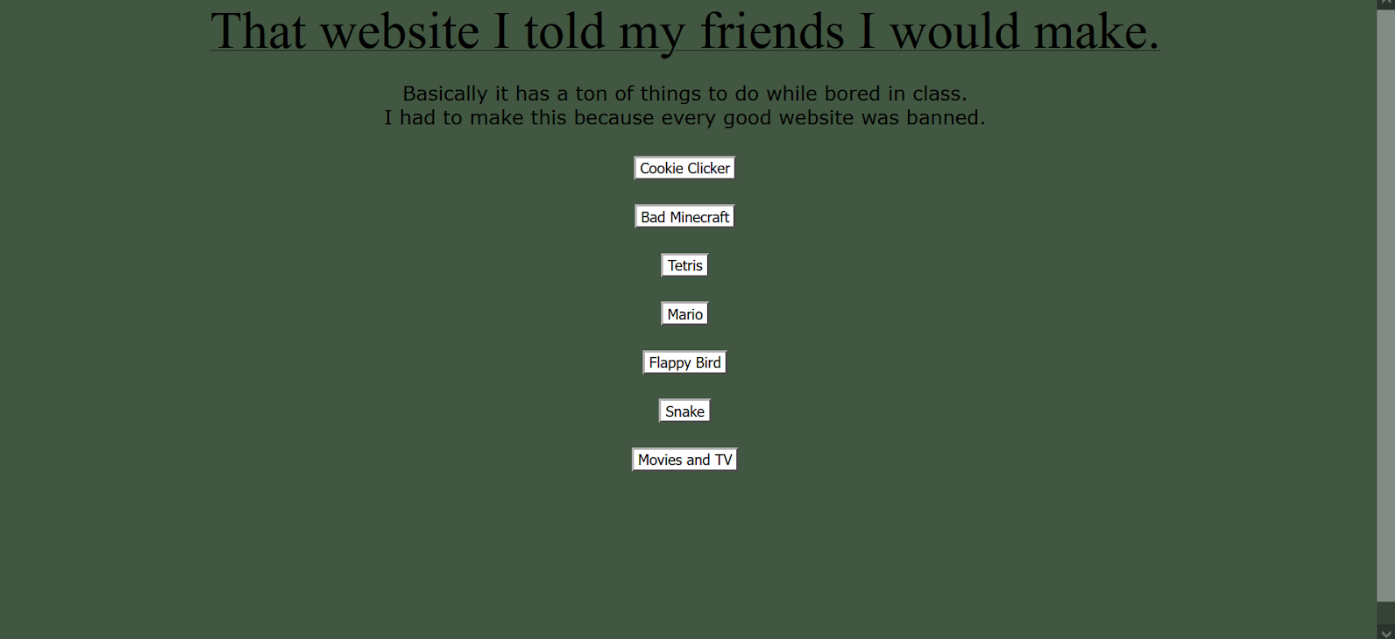 That website I told my friends I would make.
Basically it has a ton of things to do while bored in class.
I had to make this because every good website was banned.
Cookie Clicker
Bad Minecraft
Tetris
Mario
Flappy Bird
Snake
Movies and TV